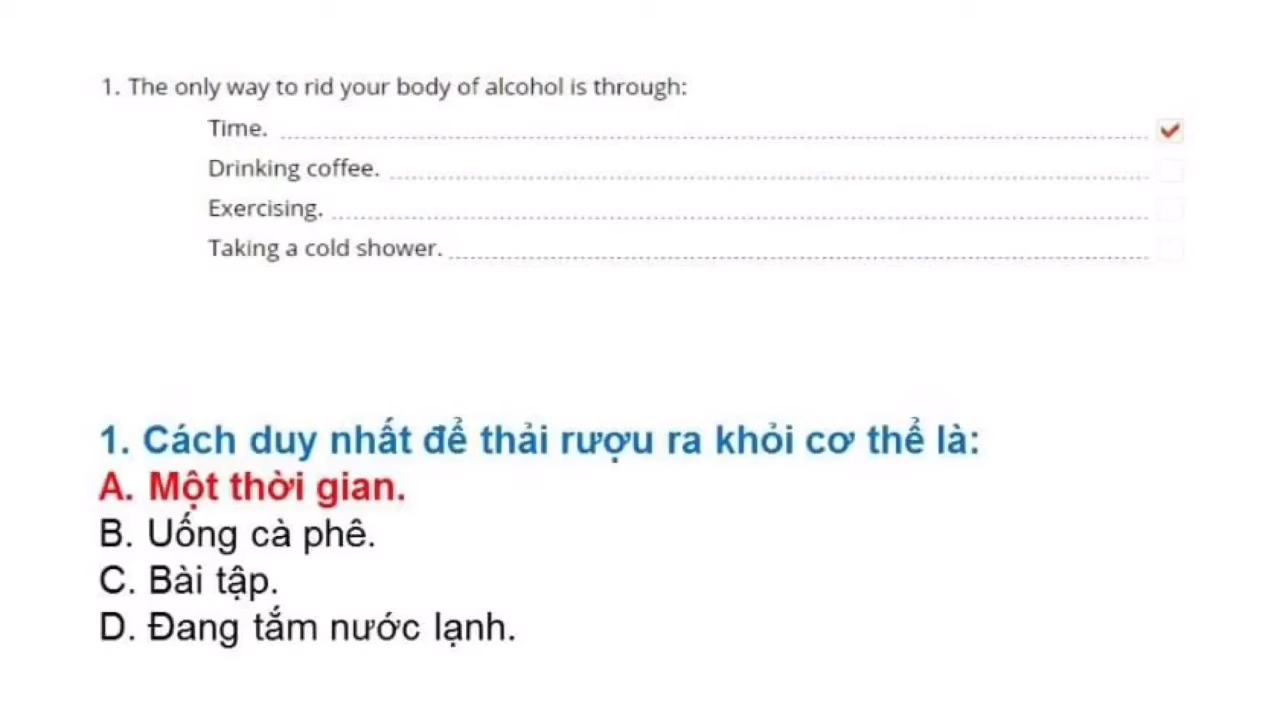 1. The only way to rid your body of alcohol is through:
Time.
Drinking coffee.
Exercising.
Taking a cold shower.
1. Cách duy nhất để thải rượu ra khỏi cơ thể là:
A. Một thời gian.
B. Uống cà phê.
C. Bài tập.
D. Đang tắm nước lạnh.